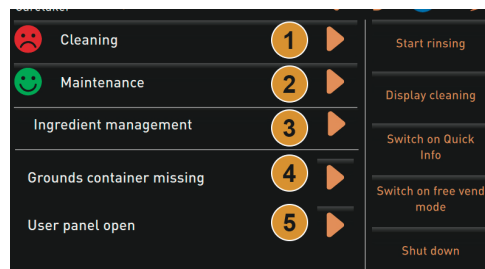 Caretaker
Cleaning
1
Start rinsing
Maintenance
2
Display cleaning
Ingredient management
3
Switch on Quick
Info
Grounds container missing
4
Switch on free vend
mode
User panel open
5
Shut down